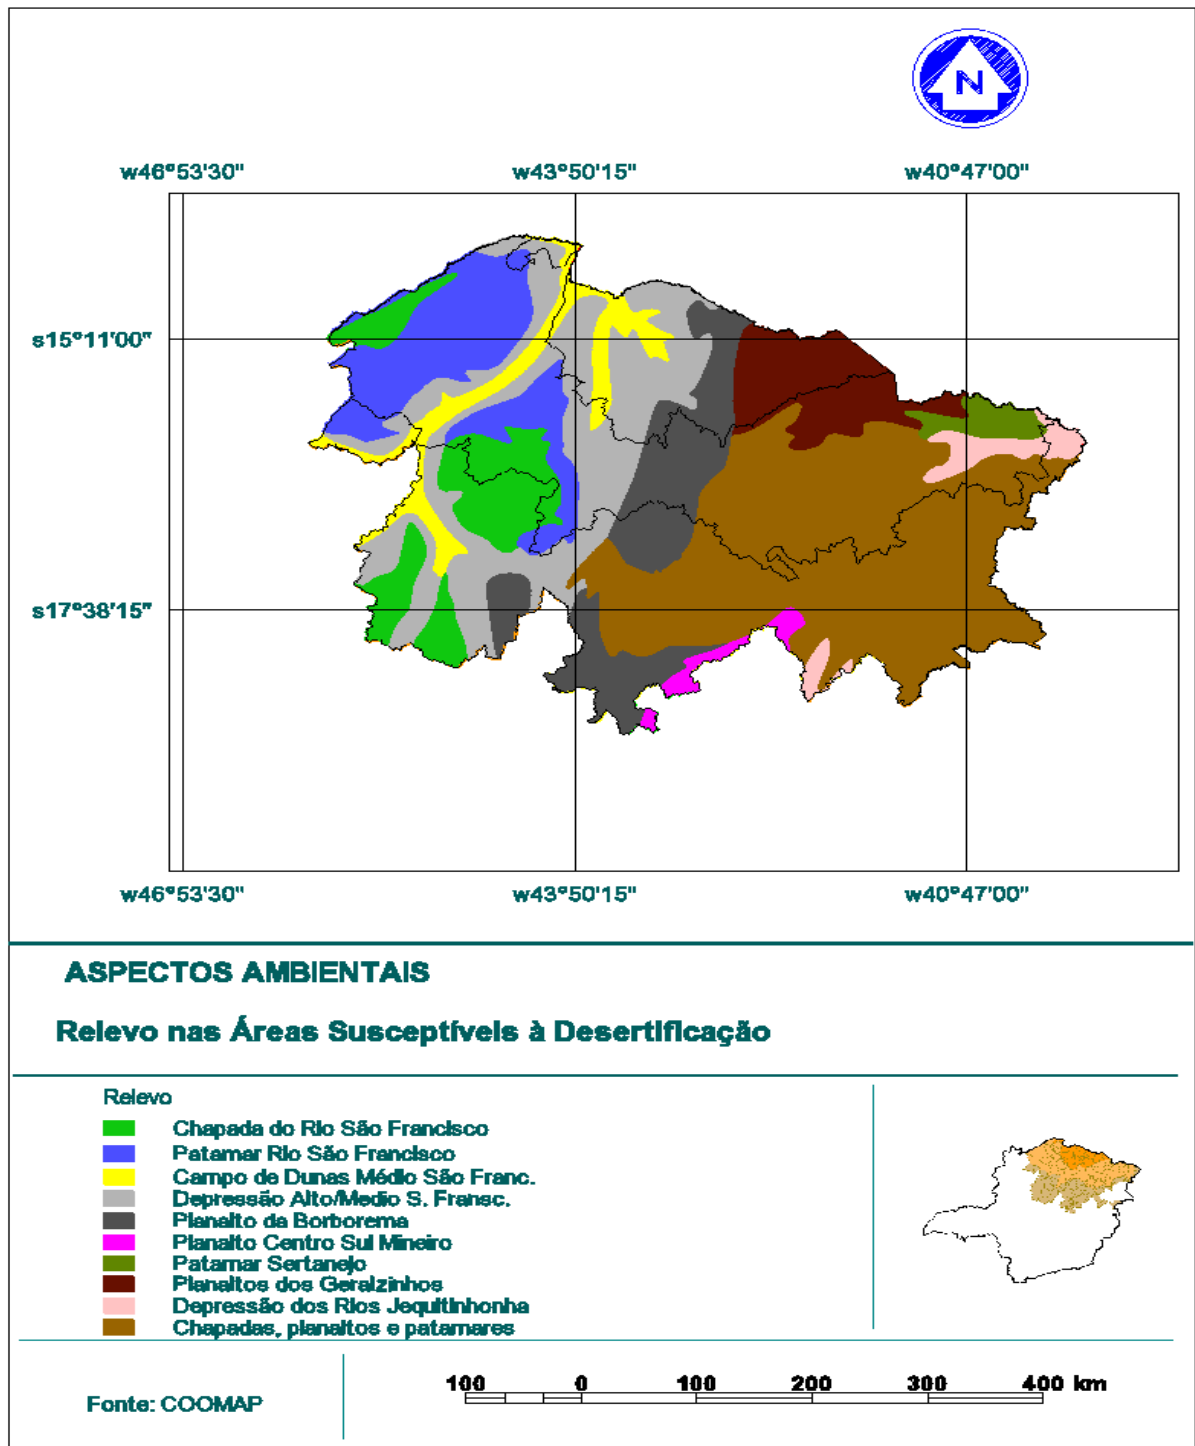 N
w46°53'30" w43°50'15" w40°47'00"
s15°11'00"
s17°38'15"
w46°53'30" w43°50'15" w40°47'00"
ASPECTOS AMBIENTAIS
Relevo nas Áreas Susceptíveis à Desertificação
Relevo
Chapada do Rio São Francisco
Patamar Rio São Francisco
Campo de Dunas Médio São Franc.
Depressão Alto/Medio S. Fransc.
Planalto da Borborema
Planalto Centro Sul Mineiro
Patamar Sertanejo
Planaltos dos Geraizinhos
Depressão dos Rios Jequitinhonha
Chapadas, planaltos e patamares
Fonte: COOMAP
100 0 100 200 300 400 km